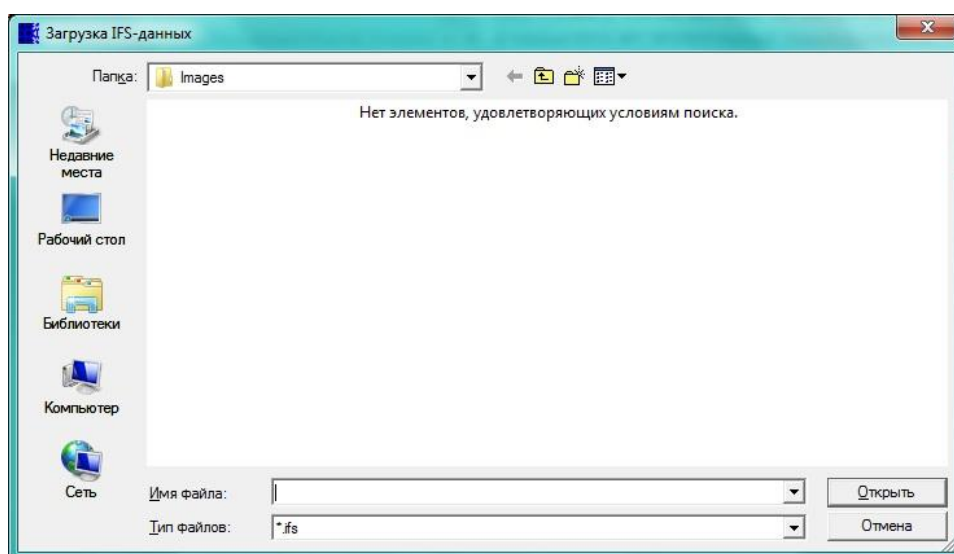 Загрузка IFS-данных
Папка: Images
Нет элементов, удовлетворяющих условиям поиска.
Недавние
места
Рабочий стол
Библиотеки
Компьютер
Сеть
Имя файла:
Открыть
Тип файлов: *.ifs
Отмена